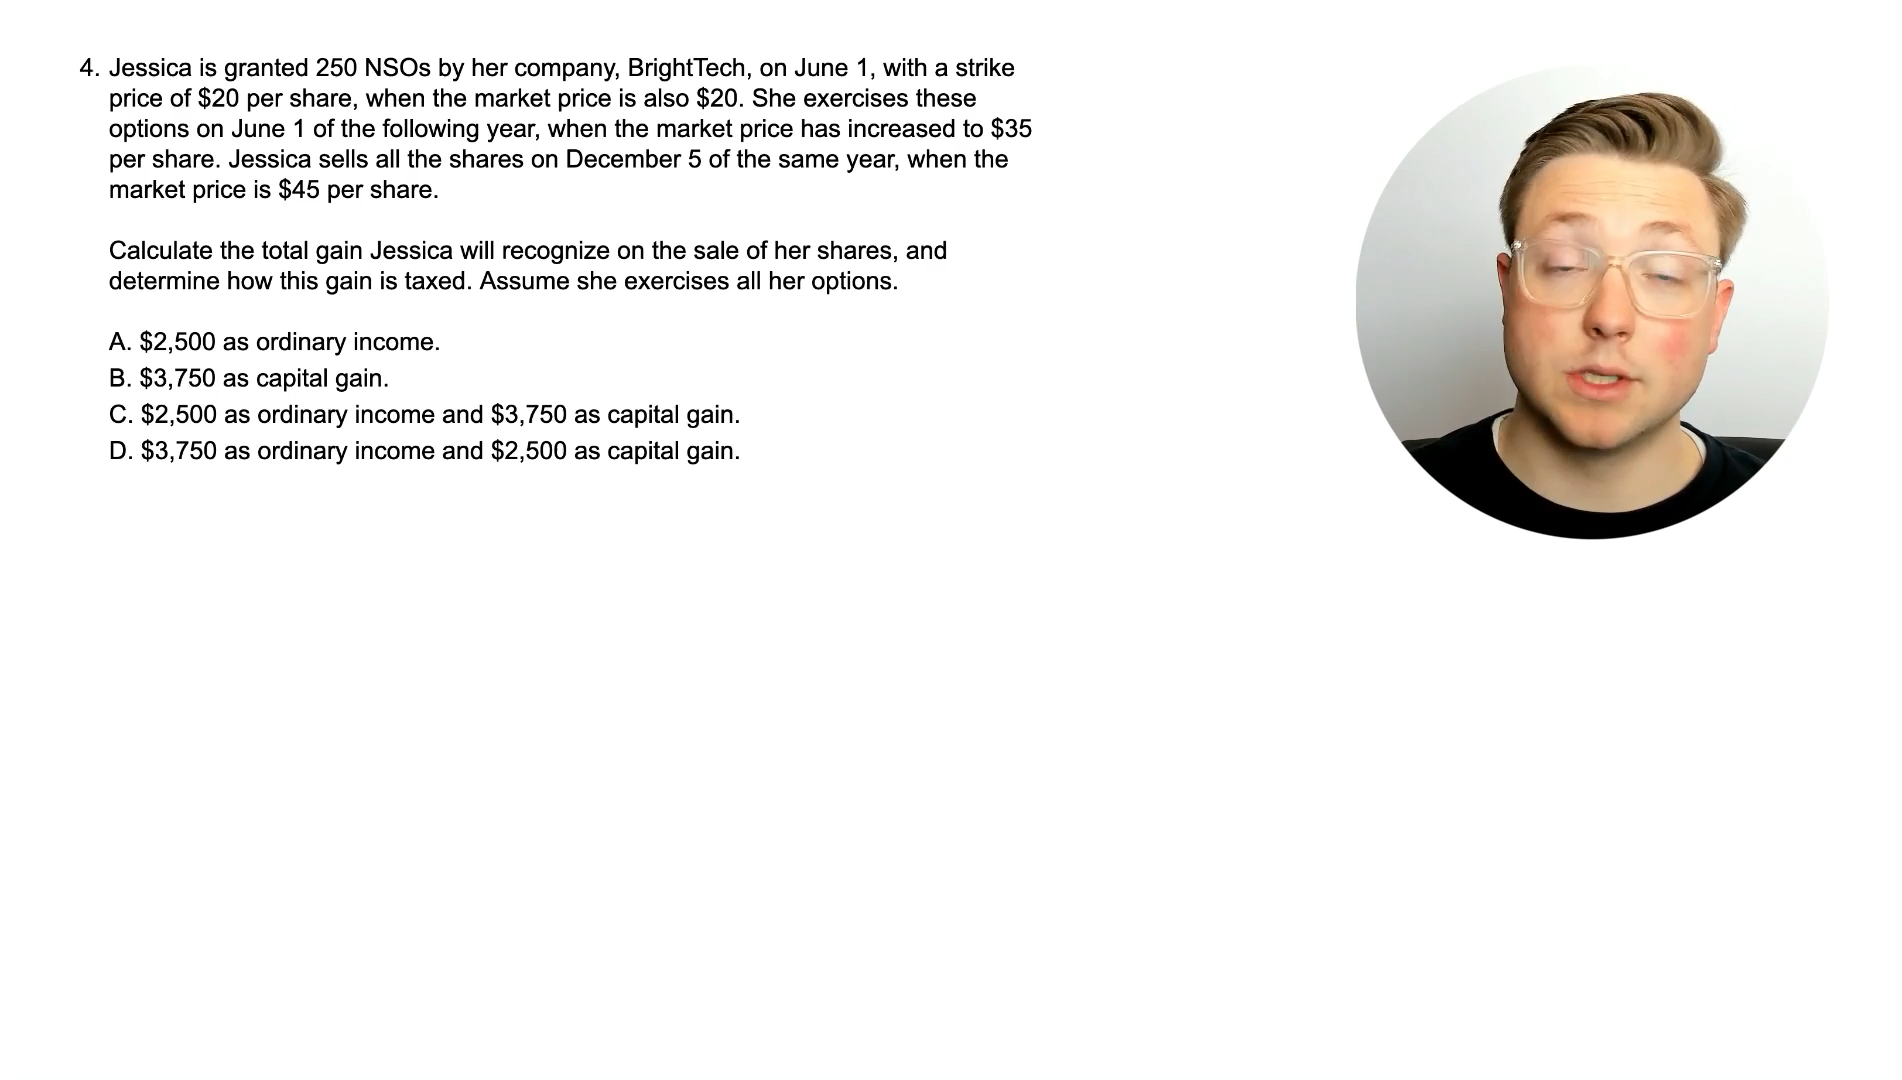 4. Jessica is granted 250 NSOs by her company, BrightTech, on June 1, with a strike
price of $20 per share, when the market price is also $20. She exercises these
options on June 1 of the following year, when the market price has increased to $35
per share. Jessica sells all the shares on December 5 of the same year, when the
market price is $45 per share.
Calculate the total gain Jessica will recognize on the sale of her shares, and
determine how this gain is taxed. Assume she exercises all her options.
A. $2,500 as ordinary income.
B. $3,750 as capital gain.
C. $2,500 as ordinary income and $3,750 as capital gain.
D. $3,750 as ordinary income and $2,500 as capital gain.